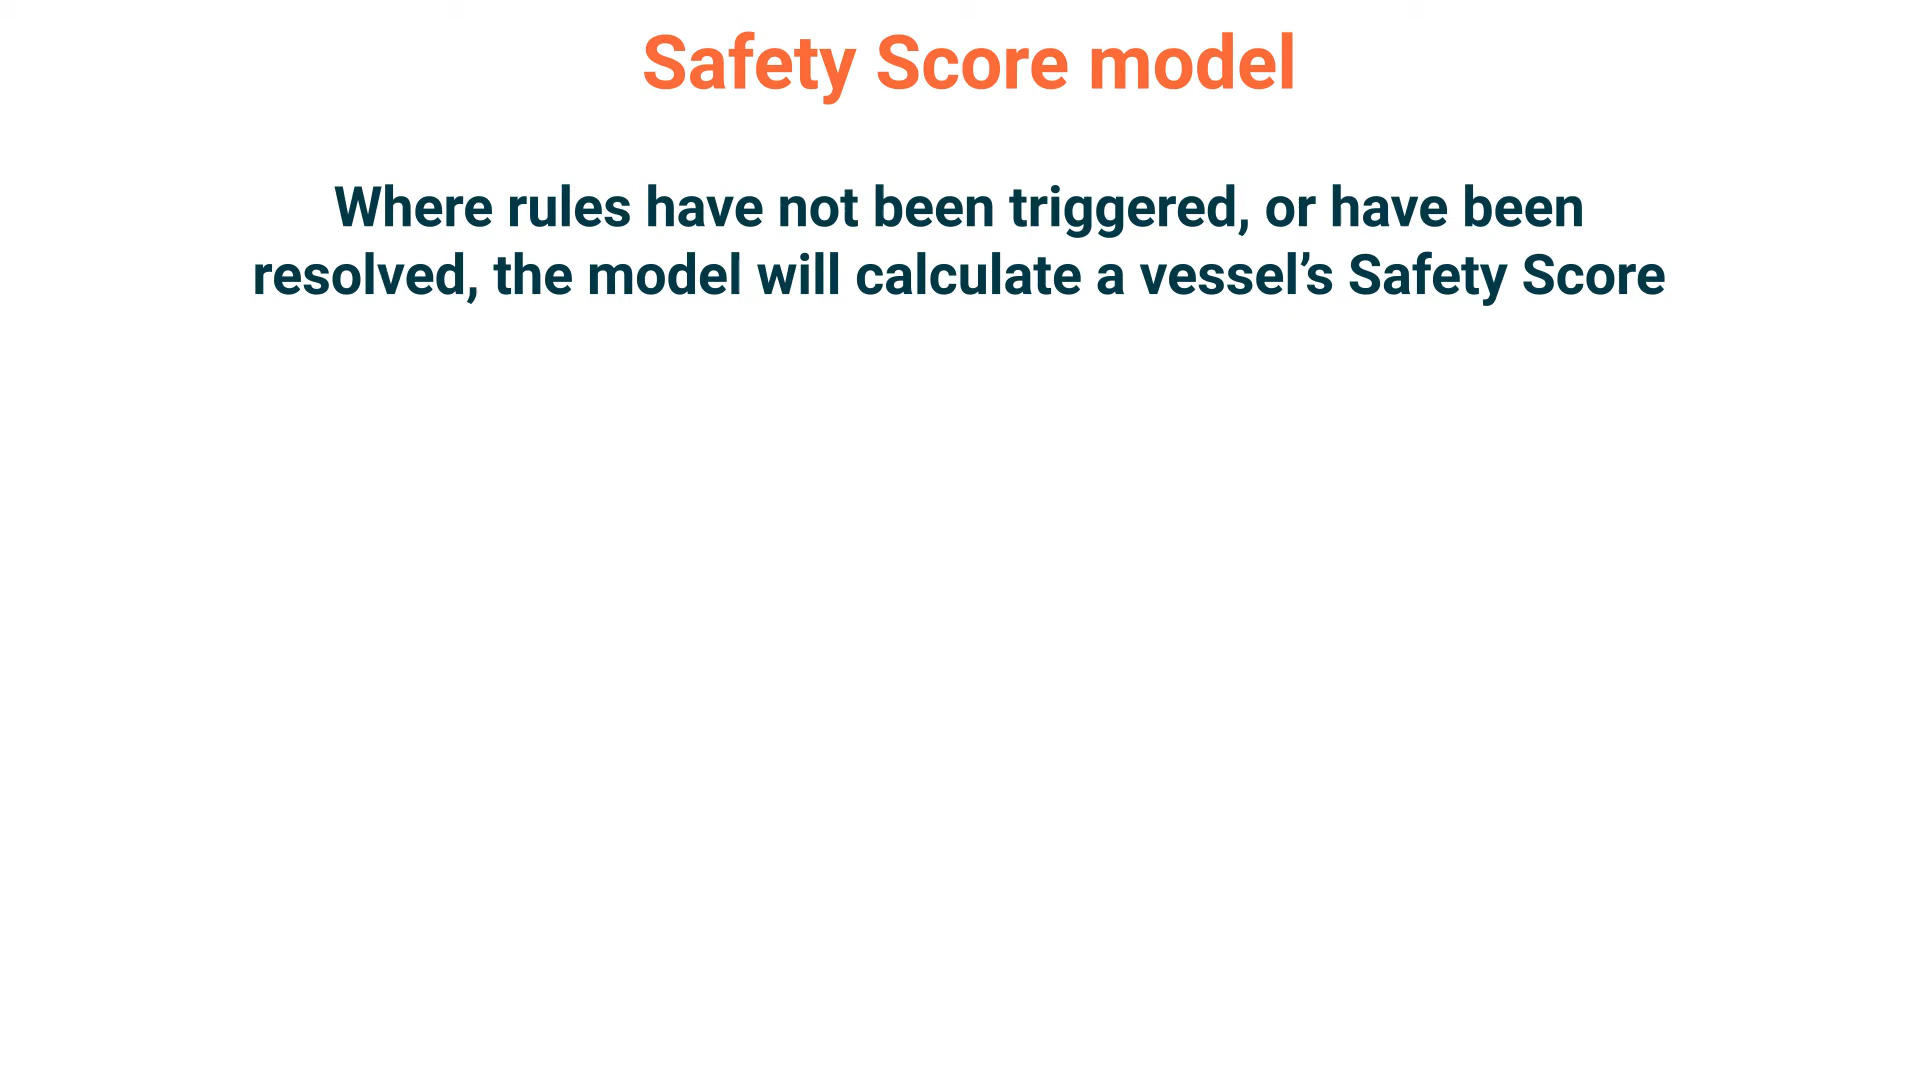 Safety Score model
Where rules have not been triggered, or have been
resolved, the model will calculate a vessel’s Safety Score